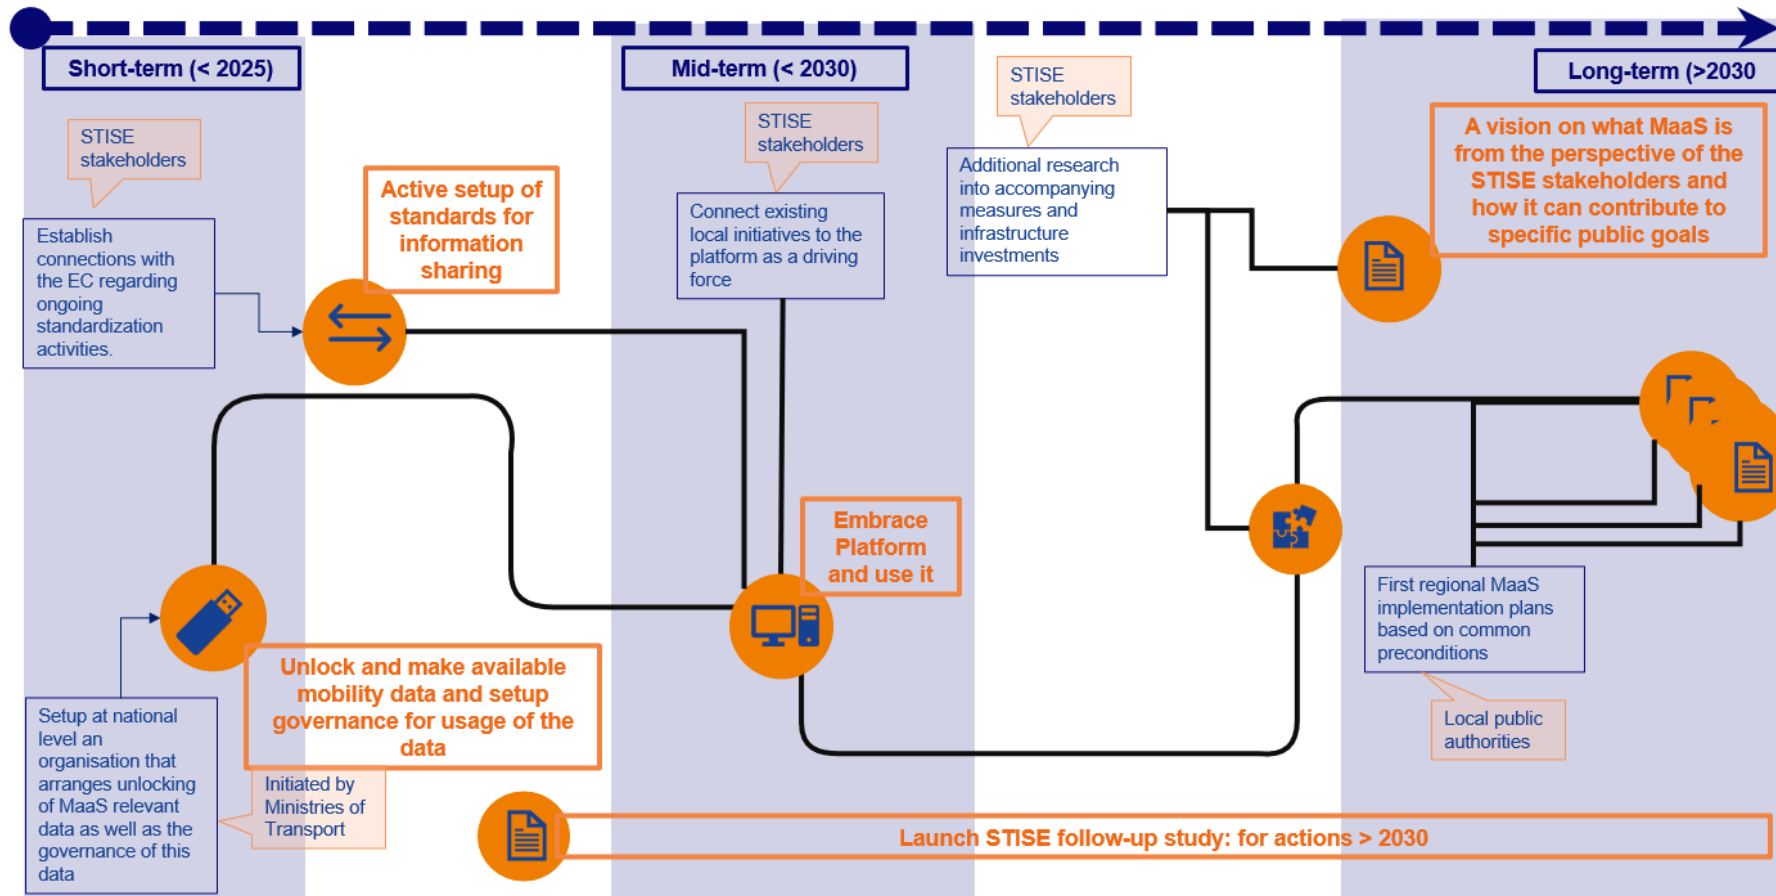 Short-term (< 2025)
Mid-term (< 2030)
Long-term (>2030
STISE
stakeholders
Establish
connections with
the EC regarding
ongoing
standardization
activities.
Active setup of
standards for
information
sharing
STISE
stakeholders
Connect existing
local initiatives to the
platform as a driving
force
STISE
stakeholders
Additional research
into accompanying
measures and
infrastructure
investments
A vision on what MaaS is
from the perspective of the
STISE stakeholders and
how it can contribute to
specific public goals
Embrace
Platform
and use it
Unlock and make available
mobility data and setup
governance for usage of the
data
Setup at national
level an
organisation that
arranges unlocking
of MaaS relevant
data as well as the
governance of this
data
Initiated by
Ministries of
Transport
First regional MaaS
implementation plans
based on common
preconditions
Local public
authorities
Launch STISE follow-up study: for actions > 2030